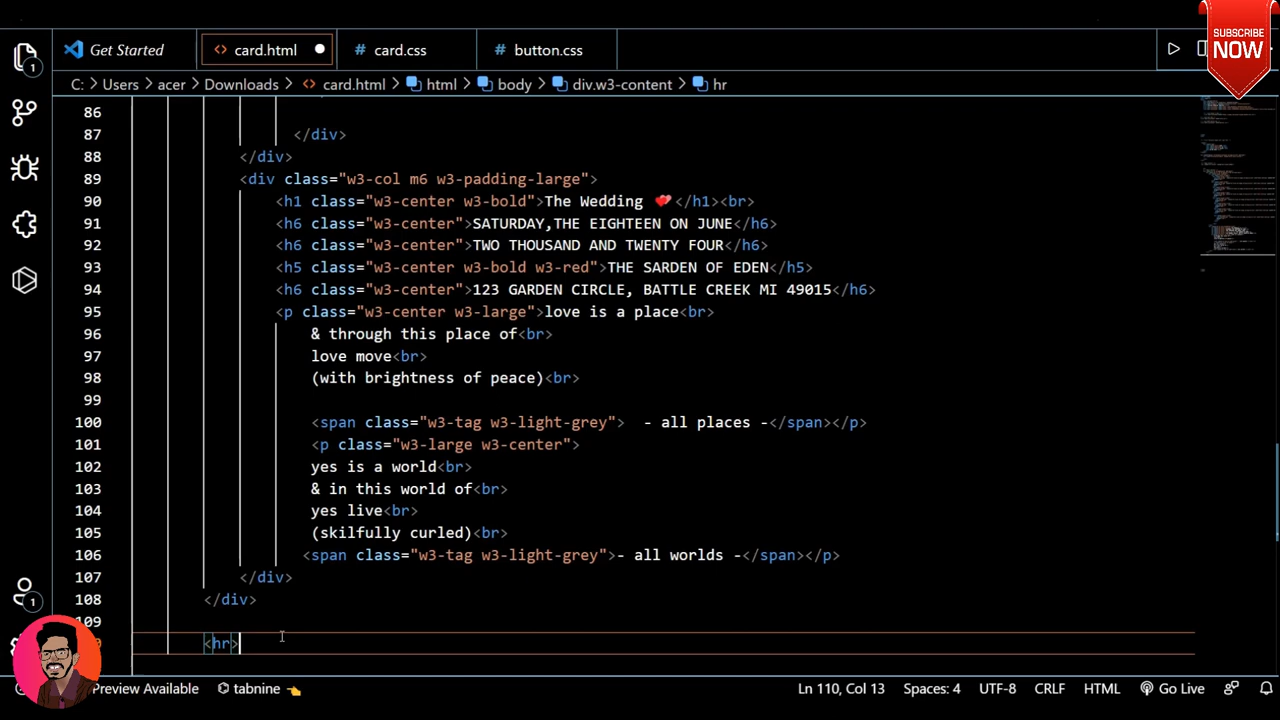 SUBSCRIBE
NOW
Get Started
<> card.html
# card.css
# button.css
1
C: > Users > acer > Downloads > <> card.html > html > body > div.w3-content > hr
86
87 </div>
88 </div>
89 <div class="w3-col m6 w3-padding-large">
90 <h1 class="w3-center w3-bold">The Wedding 💕</h1><br>
91 <h6 class="w3-center">SATURDAY,THE EIGHTEEN ON JUNE</h6>
92 <h6 class="w3-center">TWO THOUSAND AND TWENTY FOUR</h6>
93 <h5 class="w3-center w3-bold w3-red">THE SARDEN OF EDEN</h5>
94 <h6 class="w3-center">123 GARDEN CIRCLE, BATTLE CREEK MI 49015</h6>
95 <p class="w3-center w3-large">love is a place<br>
96 & through this place of<br>
97 love move<br>
98 (with brightness of peace)<br>
99
100 <span class="w3-tag w3-light-grey">  - all places -</span></p>
101 <p class="w3-large w3-center">
102 yes is a world<br>
103 & in this world of<br>
104 yes live<br>
105 (skilfully curled)<br>
106 <span class="w3-tag w3-light-grey">- all worlds -</span></p>
107 </div>
108 </div>
109
<hr>
1
Preview Available
tabnine 👈
Ln 110, Col 13
Spaces: 4
UTF-8
CRLF
HTML
Go Live